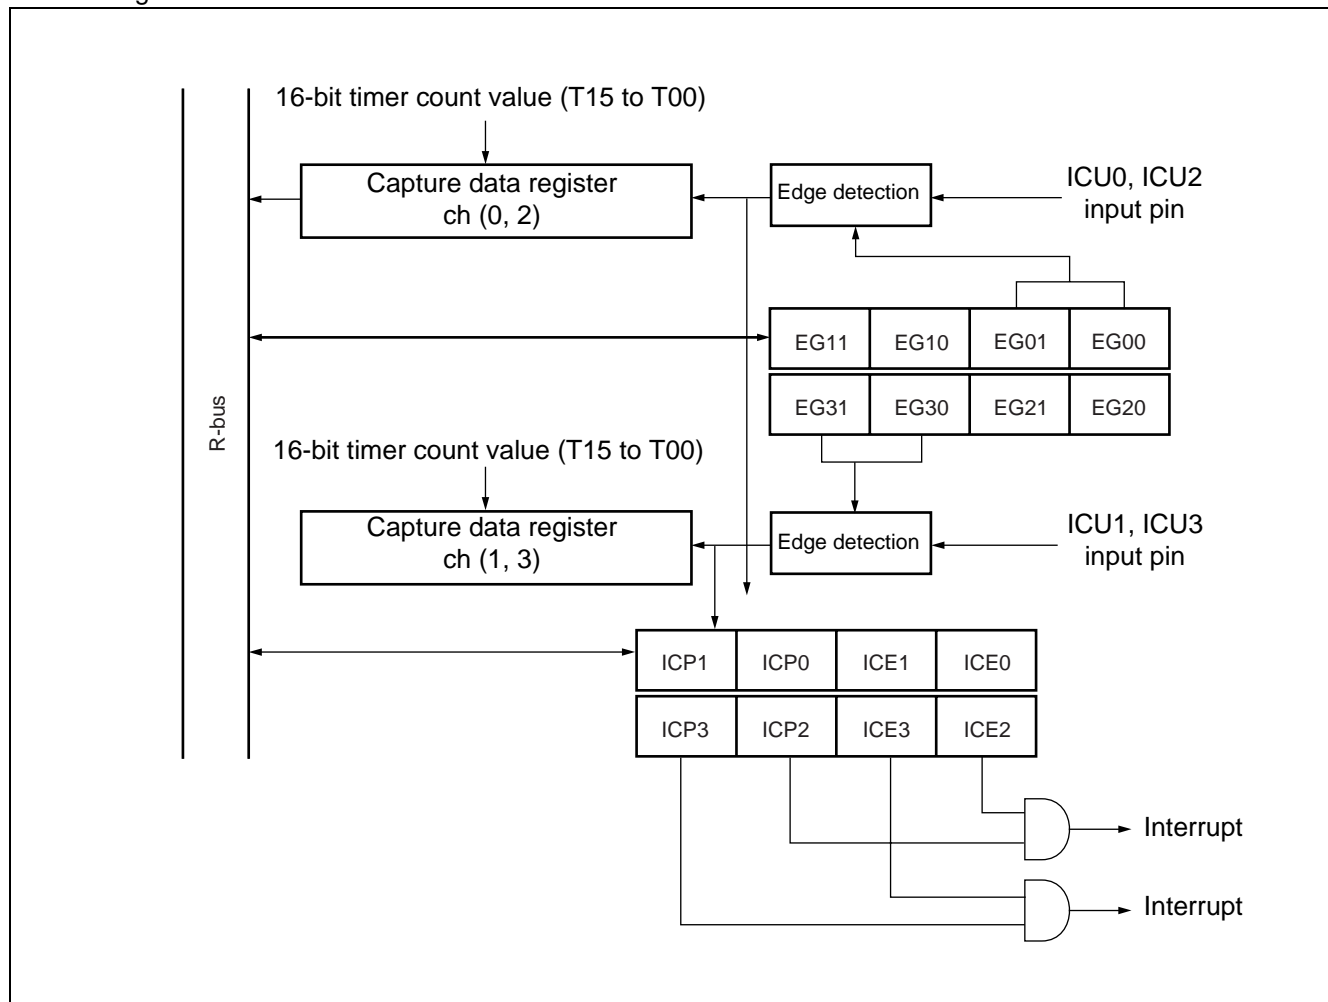 16-bit timer count value (T15 to T00)
Capture data register
ch (0, 2)
Edge detection
ICU0, ICU2
input pin
EG11 EG10 EG01 EG00
EG31 EG30 EG21 EG20
R-bus
16-bit timer count value (T15 to T00)
Capture data register
ch (1, 3)
Edge detection
ICU1, ICU3
input pin
ICP1 ICP0 ICE1 ICE0
ICP3 ICP2 ICE3 ICE2
Interrupt
Interrupt